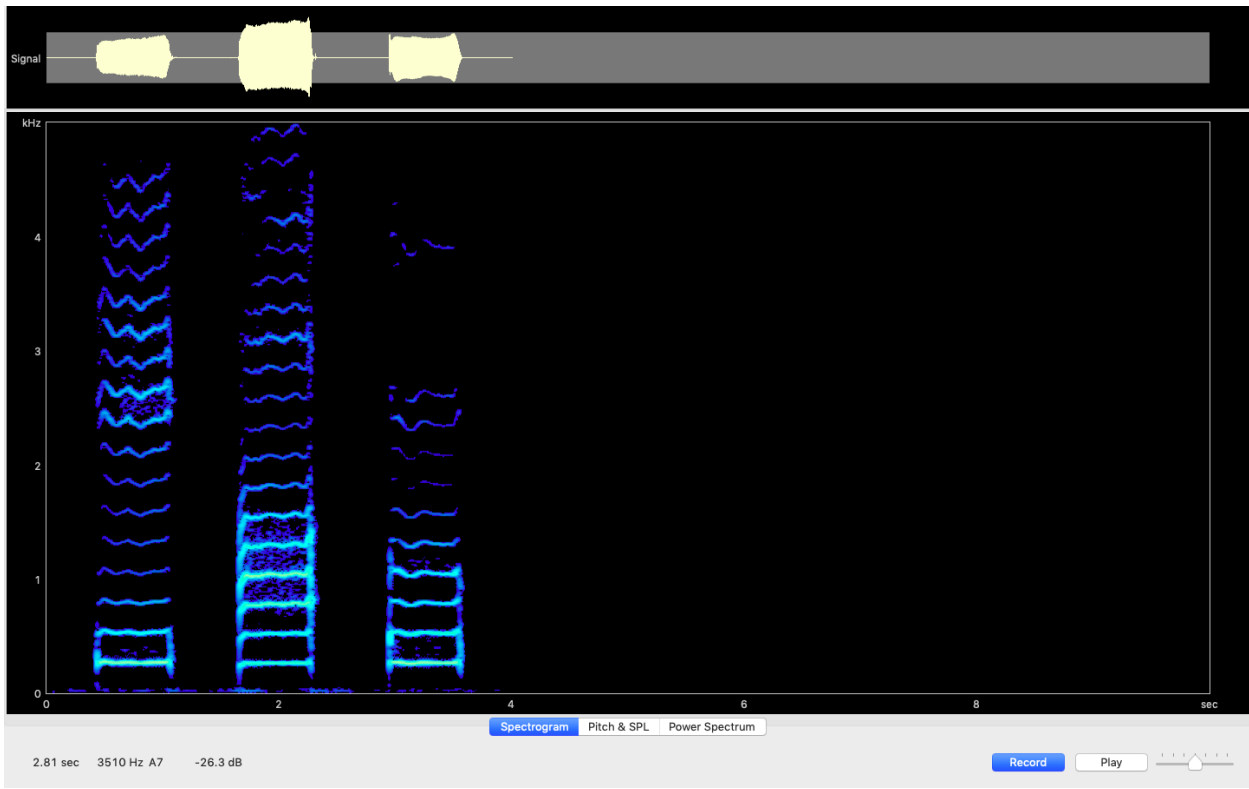 Signal
kHz
4
3
2
1
0
0 2 4 6 8 sec
Spectrogram Pitch & SPL Power Spectrum
2.81 sec 3510 Hz A7 -26.3 dB Record Play